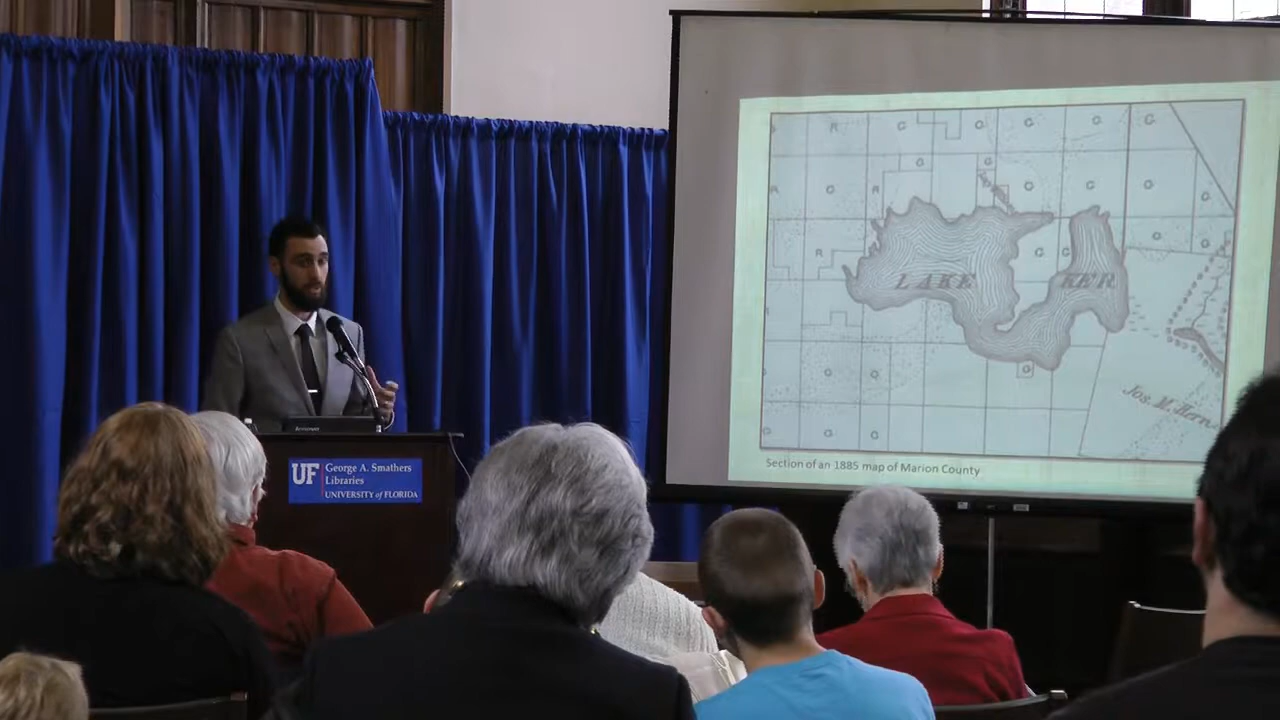 LAKE KER
Jos. M. Hern
Section of an 1885 map of Marion County
Lenovo
UF George A. Smathers
Libraries
UNIVERSITY of FLORIDA